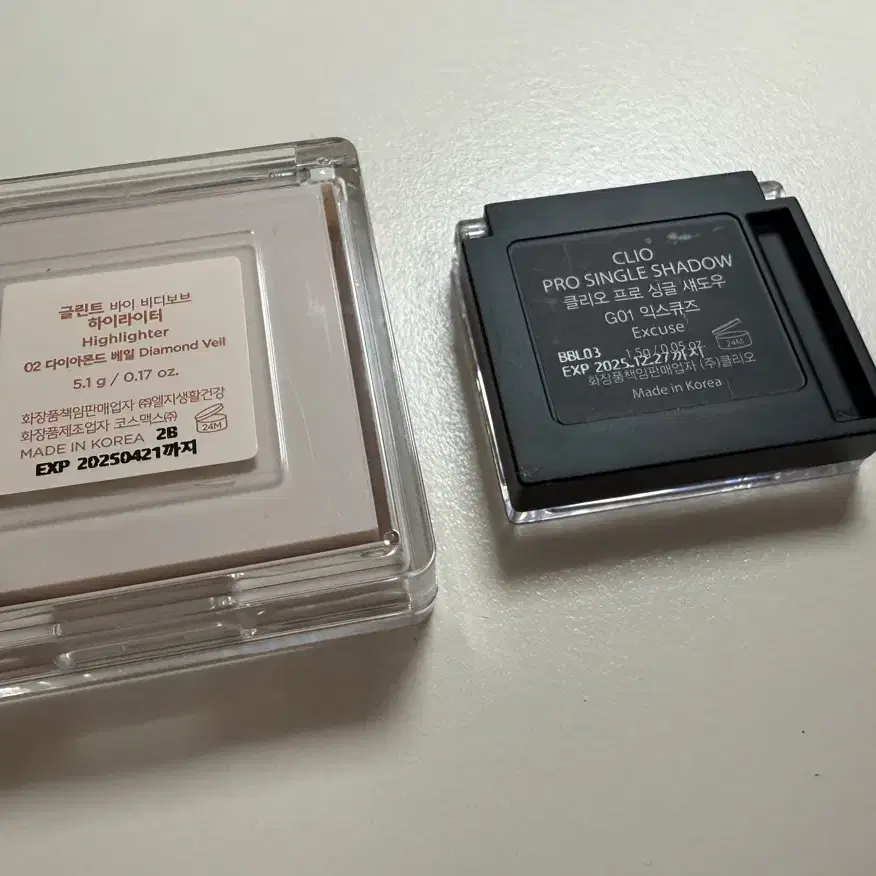 글린트 바이 비디보브
하이라이터
Highlighter
02 다이아몬드 베일 Diamond Veil
5.1 g / 0.17 oz.
화장품책임판매업자 ㈜엘지생활건강
화장품제조업자 코스맥스㈜
24M
MADE IN KOREA 2B
EXP 20250421까지
CLIO
PRO SINGLE SHADOW
클리오 프로 싱글 섀도우
G01 익스큐즈
Excuse
BBL03 1.5g / 0.05 oz.
24M
EXP 2025.12.27까지
화장품책임판매업자 (주)클리오
Made in Korea